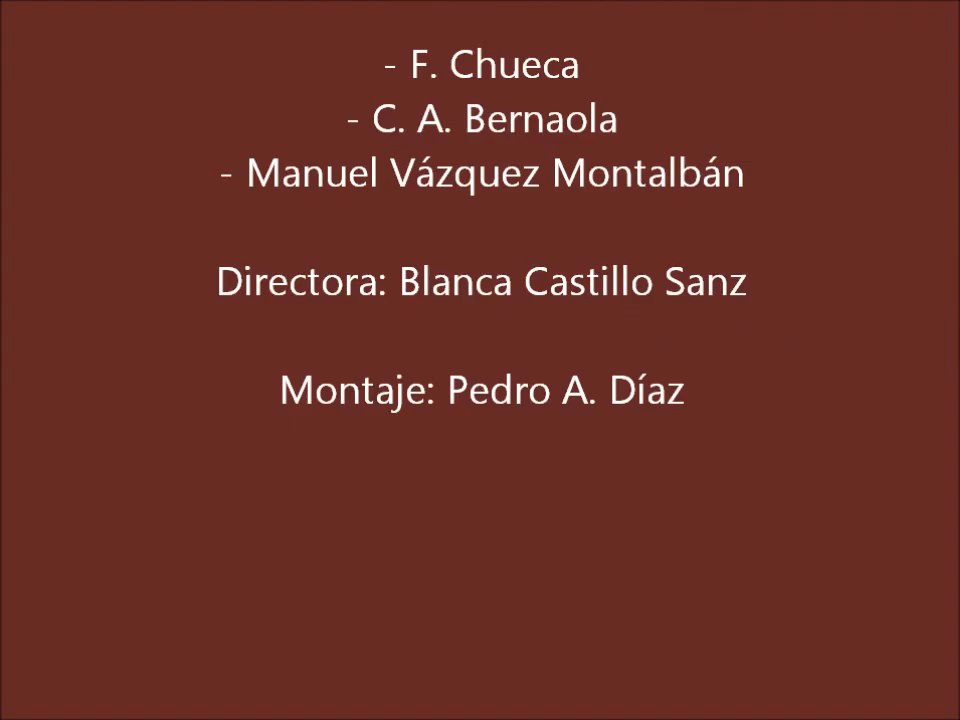 - F. Chueca
- C. A. Bernaola
- Manuel Vázquez Montalbán
Directora: Blanca Castillo Sanz
Montaje: Pedro A. Díaz